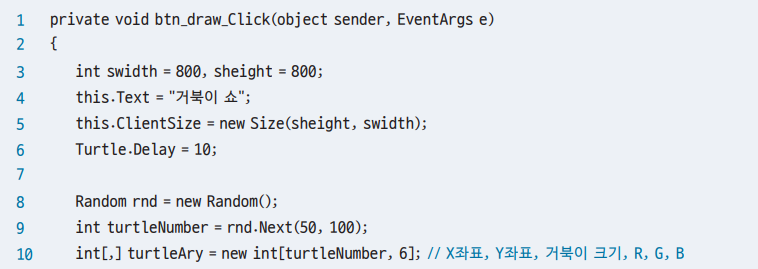 1 private void btn_draw_Click(object sender, EventArgs e)
2 {
3 int swidth = 800, sheight = 800;
4 this.Text = "거북이 쇼";
5 this.ClientSize = new Size(sheight, swidth);
6 Turtle.Delay = 10;
7
8 Random rnd = new Random();
9 int turtleNumber = rnd.Next(50, 100);
10 int[,] turtleAry = new int[turtleNumber, 6]; // X좌표, Y좌표, 거북이 크기, R, G, B